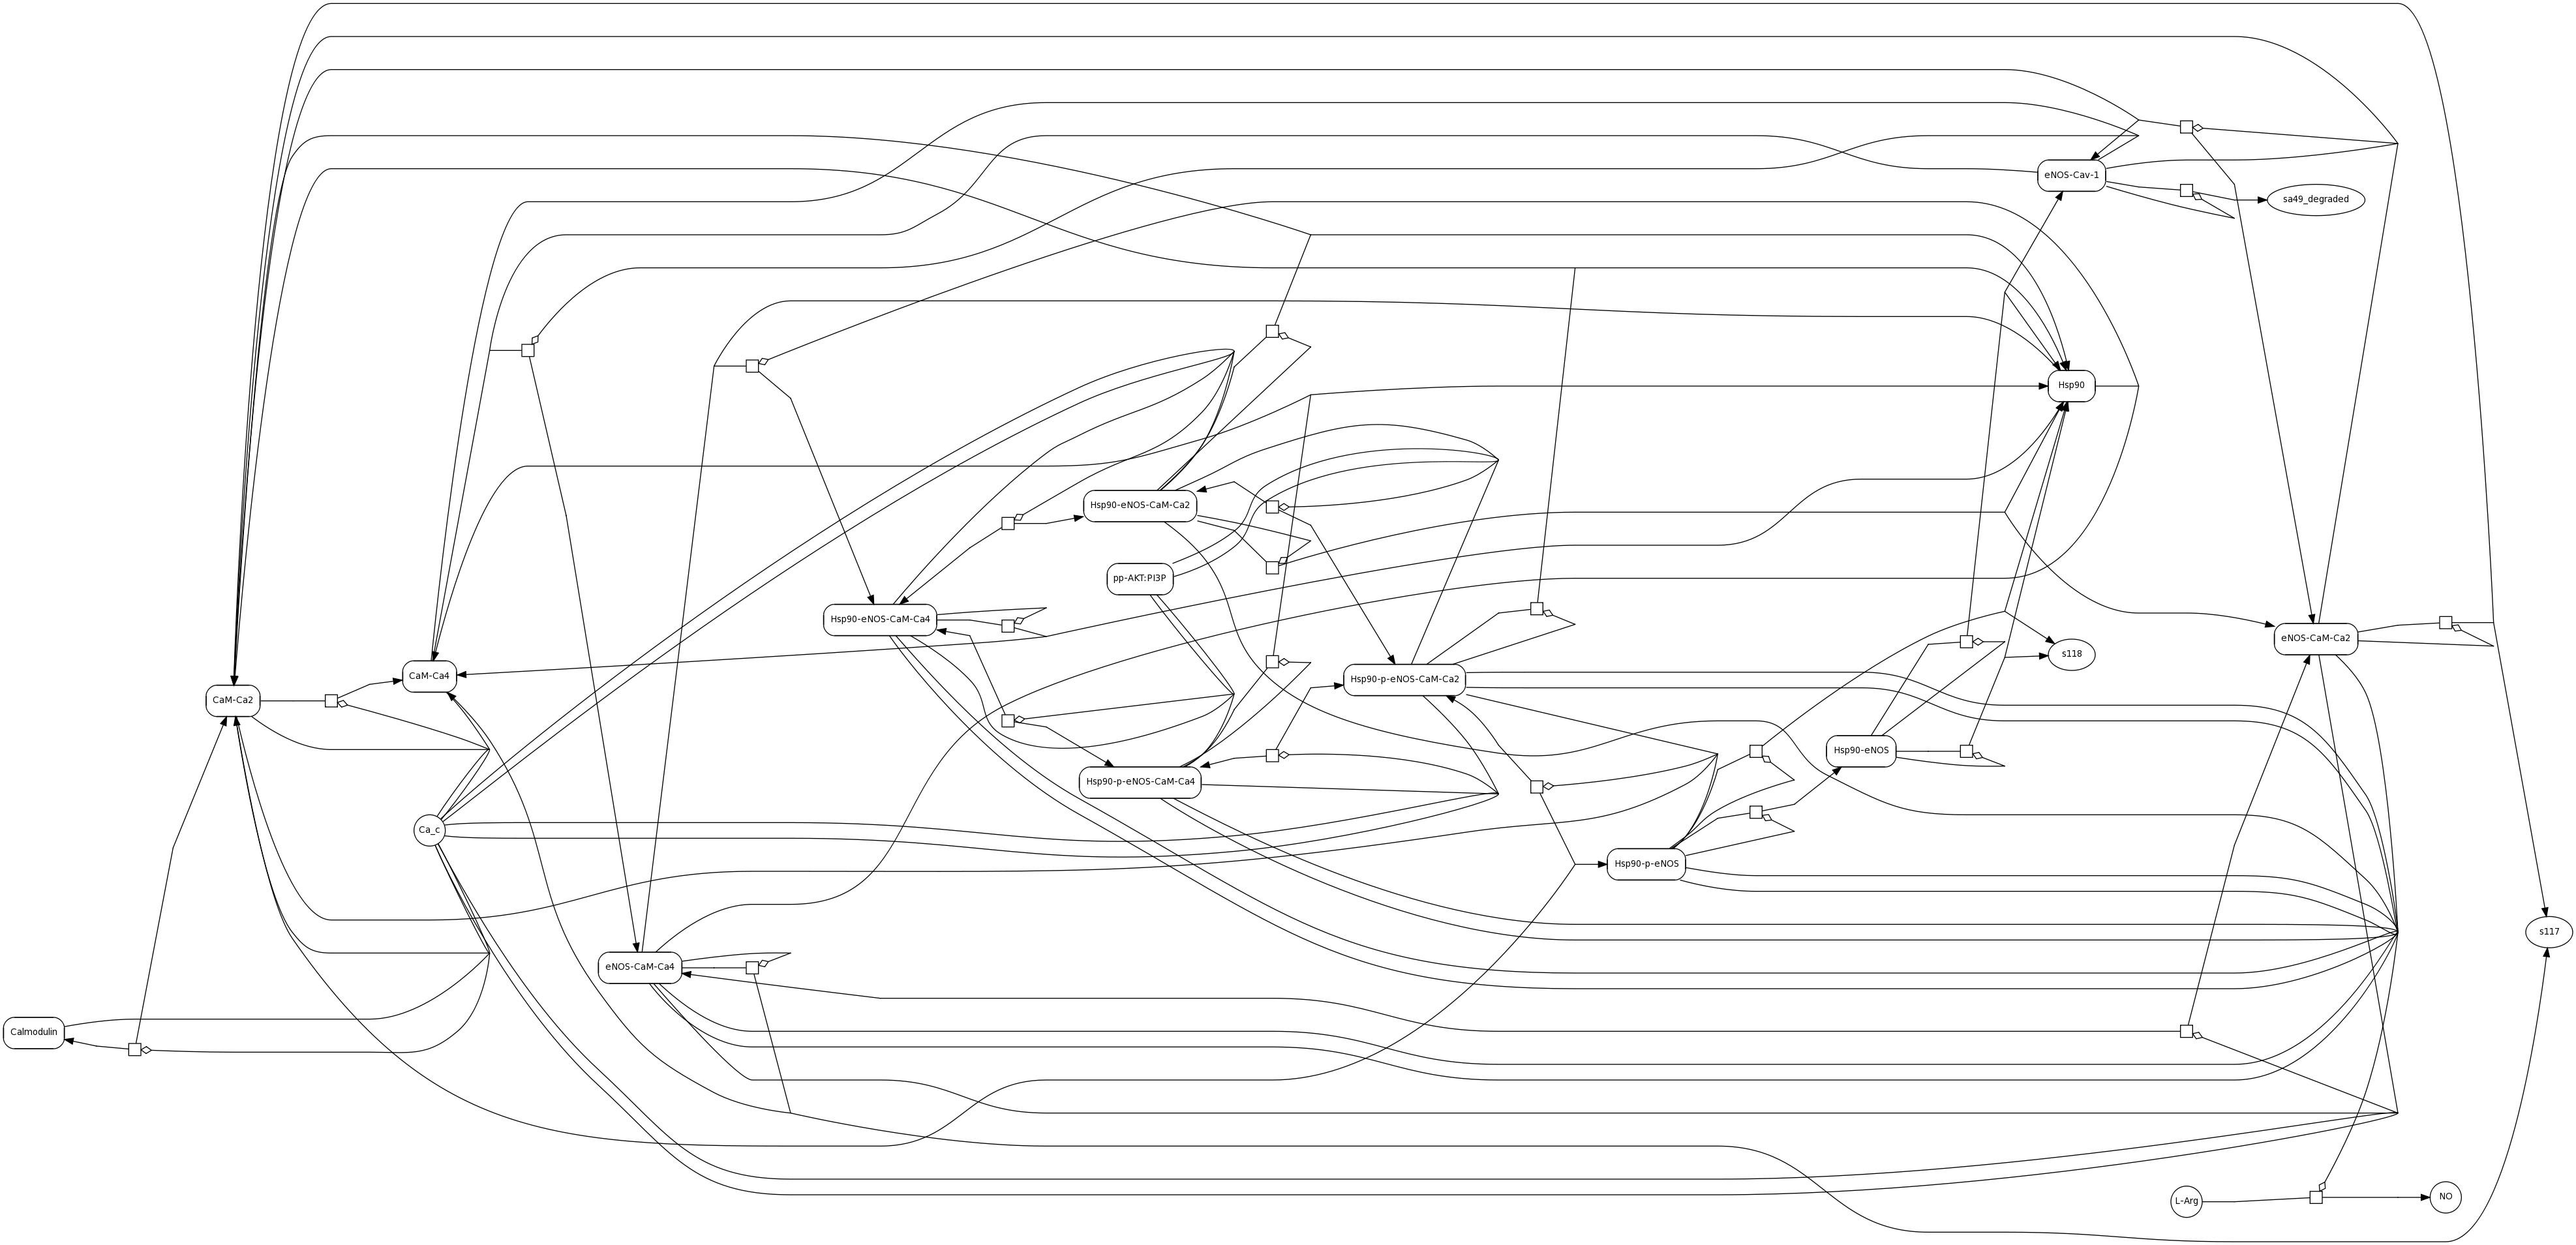 eNOS-Cav-1
sa49_degraded
Hsp90
Hsp90-eNOS-CaM-Ca2
pp-AKT:PI3P
Hsp90-eNOS-CaM-Ca4
eNOS-CaM-Ca2
s118
CaM-Ca4
Hsp90-p-eNOS-CaM-Ca2
CaM-Ca2
Hsp90-eNOS
Hsp90-p-eNOS-CaM-Ca4
Ca_c
Hsp90-p-eNOS
s117
eNOS-CaM-Ca4
Calmodulin
L-Arg
NO